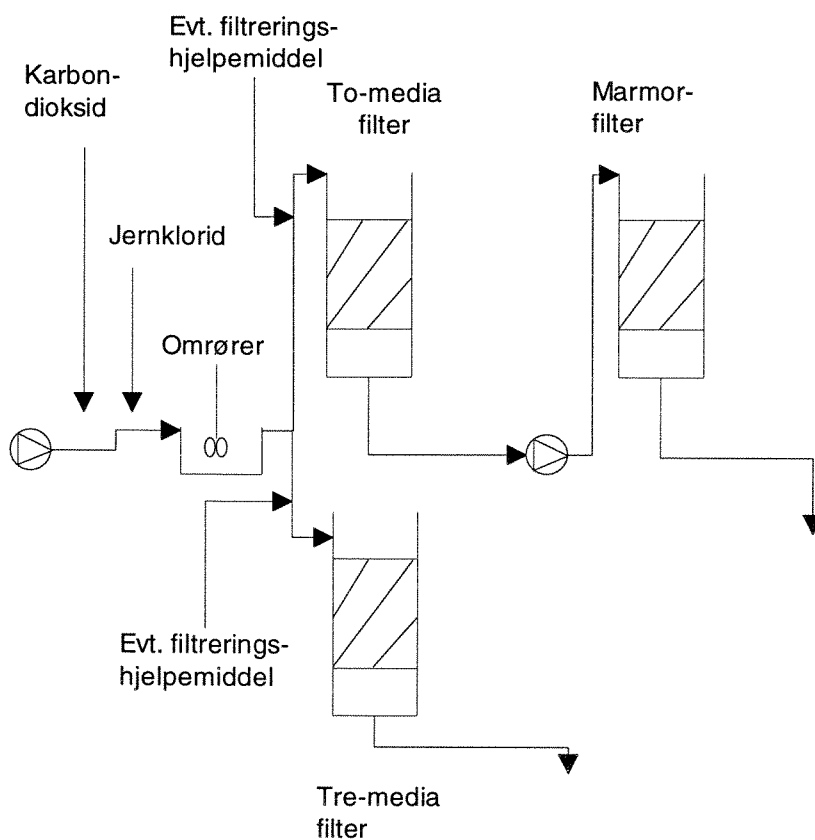 Evt. filtrerings-
hjelpemiddel
Karbon-
dioksid
To-media
filter
Marmor-
filter
Jernklorid
Omrører
Evt. filtrerings-
hjelpemiddel
Tre-media
filter